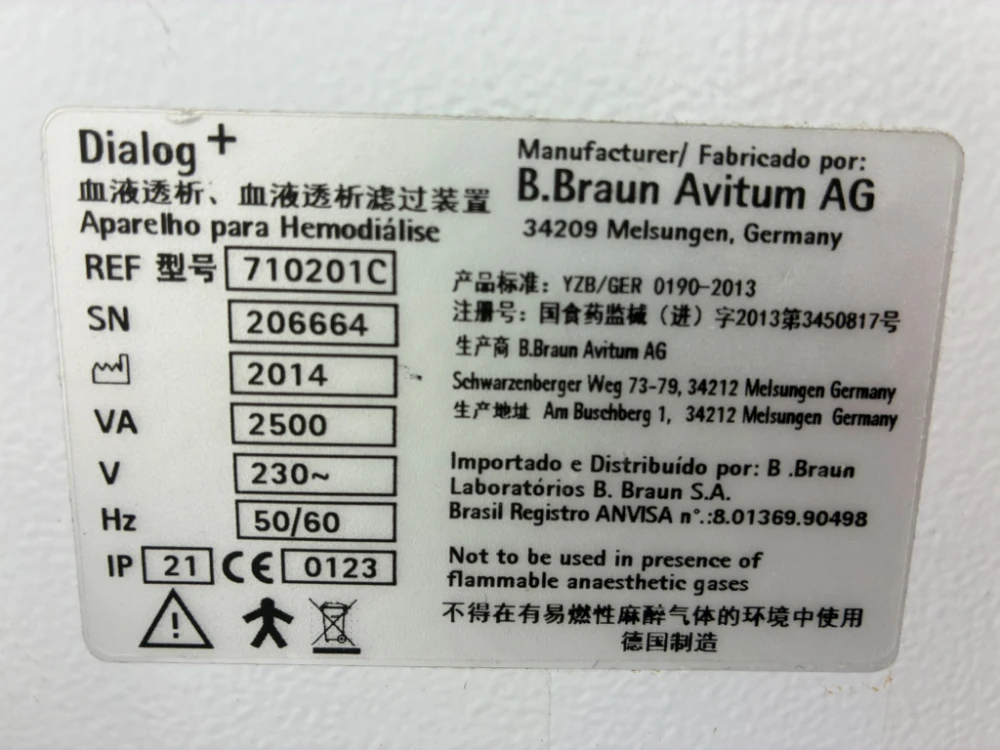 Dialog+
血液透析、血液透析滤过装置
Aparelho para Hemodiálise
REF 型号 710201C
SN 206664
2014
VA 2500
V 230~
Hz 50/60
IP 21 CE 0123
Manufacturer/ Fabricado por:
B.Braun Avitum AG
34209 Melsungen, Germany
产品标准：YZB/GER 0190-2013
注册号：国食药监械（进）字2013第3450817号
生产商 B.Braun Avitum AG
Schwarzenberger Weg 73-79, 34212 Melsungen Germany
生产地址 Am Buschberg 1, 34212 Melsungen Germany
Importado e Distribuído por: B .Braun
Laboratórios B. Braun S.A.
Brasil Registro ANVISA n°.:8.01369.90498
Not to be used in presence of
flammable anaesthetic gases
不得在有易燃性麻醉气体的环境中使用
德国制造